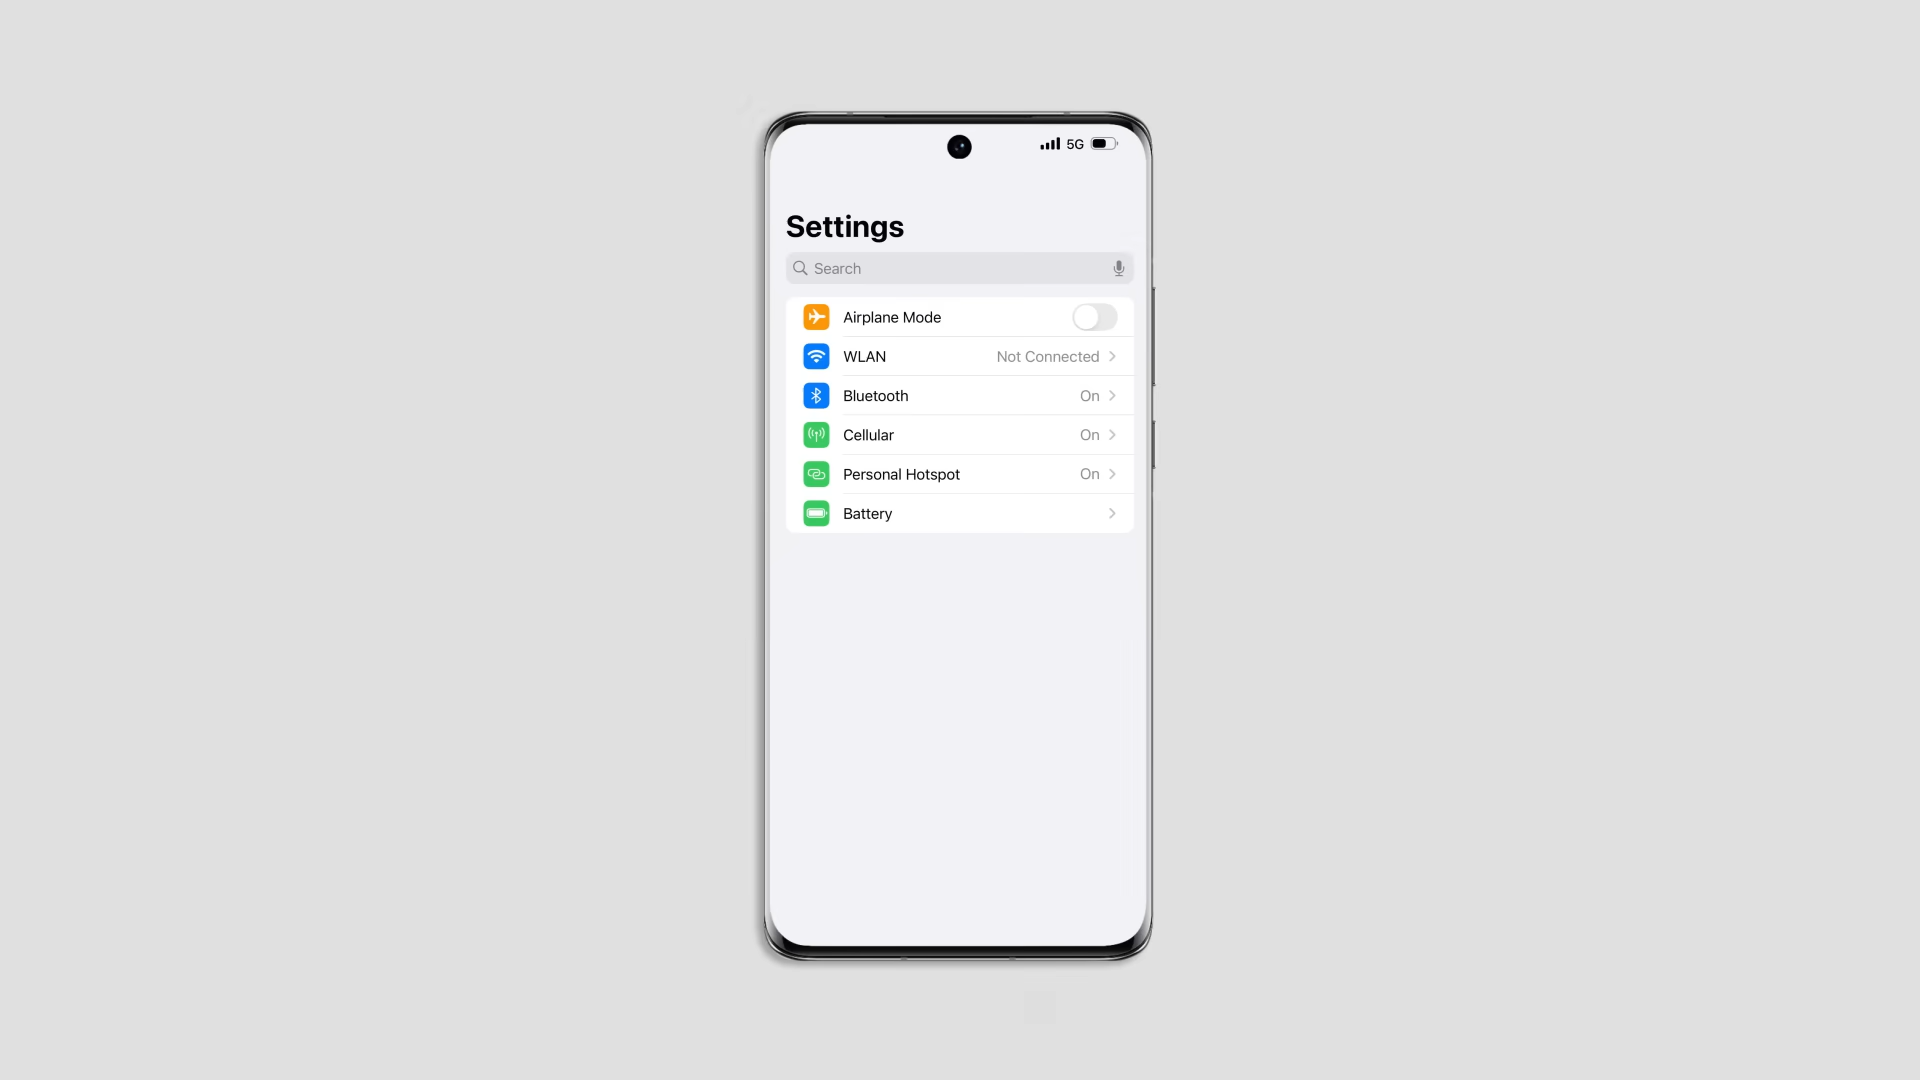 5G
Settings
Search
Airplane Mode
WLAN Not Connected
Bluetooth On
Cellular On
Personal Hotspot On
Battery